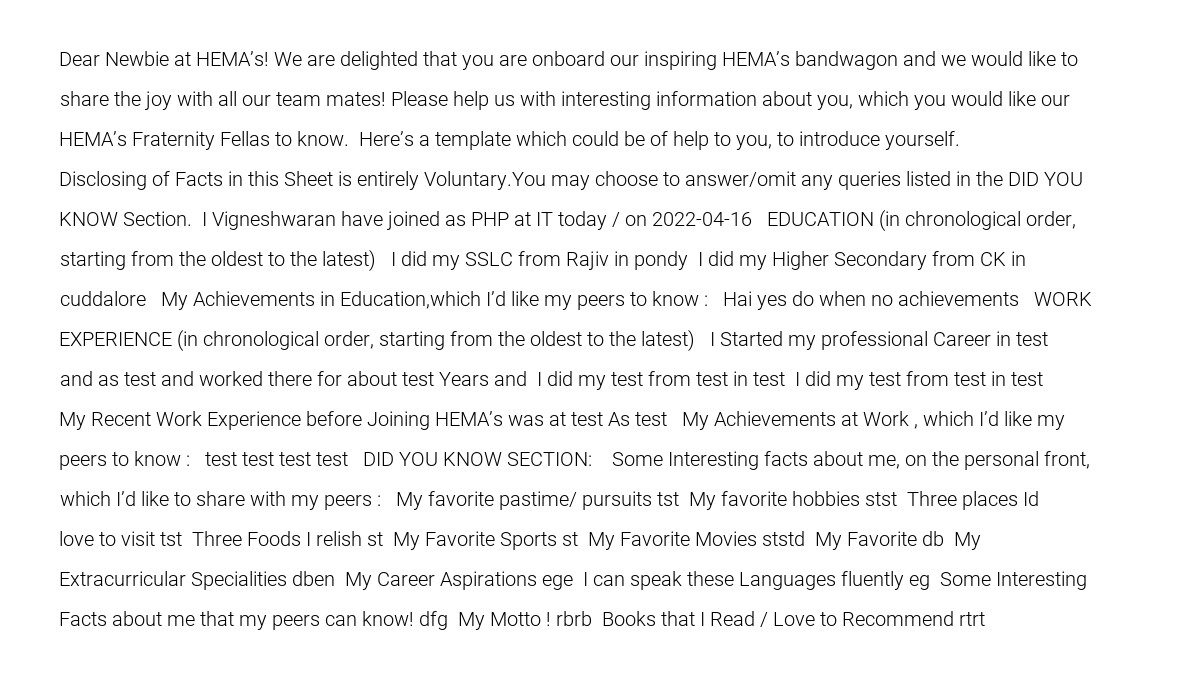 Dear Newbie at HEMA’s! We are delighted that you are onboard our inspiring HEMA’s bandwagon and we would like to
share the joy with all our team mates! Please help us with interesting information about you, which you would like our
HEMA’s Fraternity Fellas to know.  Here’s a template which could be of help to you, to introduce yourself.
Disclosing of Facts in this Sheet is entirely Voluntary.You may choose to answer/omit any queries listed in the DID YOU
KNOW Section.  I Vigneshwaran have joined as PHP at IT today / on 2022-04-16   EDUCATION (in chronological order,
starting from the oldest to the latest)   I did my SSLC from Rajiv in pondy  I did my Higher Secondary from CK in
cuddalore   My Achievements in Education,which I’d like my peers to know :   Hai yes do when no achievements   WORK
EXPERIENCE (in chronological order, starting from the oldest to the latest)   I Started my professional Career in test
and as test and worked there for about test Years and  I did my test from test in test  I did my test from test in test
My Recent Work Experience before Joining HEMA’s was at test As test   My Achievements at Work , which I’d like my
peers to know :   test test test test   DID YOU KNOW SECTION:    Some Interesting facts about me, on the personal front,
which I’d like to share with my peers :   My favorite pastime/ pursuits tst  My favorite hobbies stst  Three places Id
love to visit tst  Three Foods I relish st  My Favorite Sports st  My Favorite Movies ststd  My Favorite db  My
Extracurricular Specialities dben  My Career Aspirations ege  I can speak these Languages fluently eg  Some Interesting
Facts about me that my peers can know! dfg  My Motto ! rbrb  Books that I Read / Love to Recommend rtrt